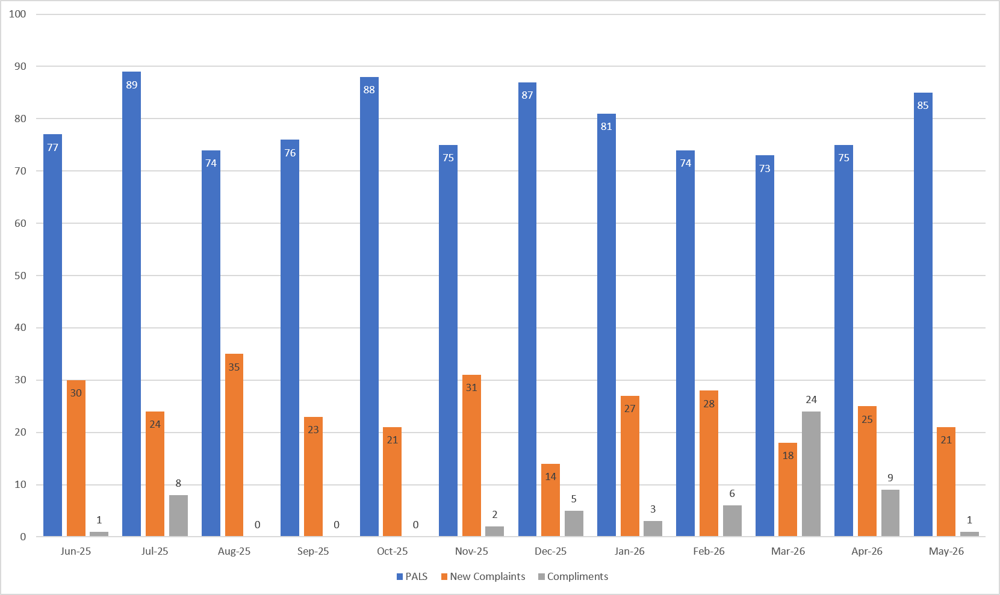 100
90
80
70
60
50
40
30
20
10
0
77 30 1
89 24 8
74 35 0
76 23 0
88 21 0
75 31 2
87 14 5
81 27 3
74 28 6
73 18 24
75 25 9
85 21 1
Jun-25 Jul-25 Aug-25 Sep-25 Oct-25 Nov-25 Dec-25 Jan-26 Feb-26 Mar-26 Apr-26 May-26
PALS New Complaints Compliments